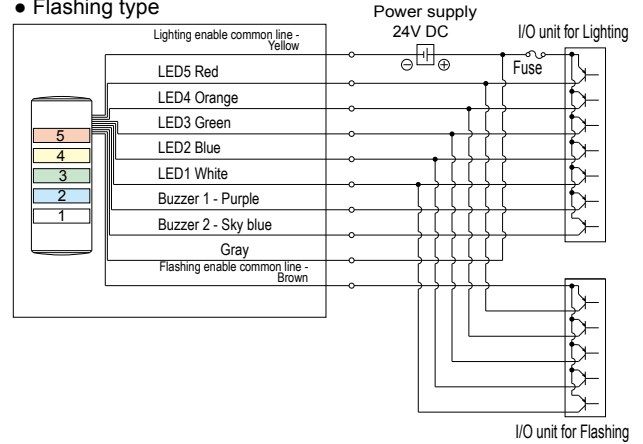 ● Flashing type
Power supply
24V DC
I/O unit for Lighting
Lighting enable common line -
Yellow
⊖ ⊕
Fuse
LED5 Red
LED4 Orange
LED3 Green
LED2 Blue
LED1 White
Buzzer 1 - Purple
Buzzer 2 - Sky blue
Gray
Flashing enable common line -
Brown
5
4
3
2
1
I/O unit for Flashing